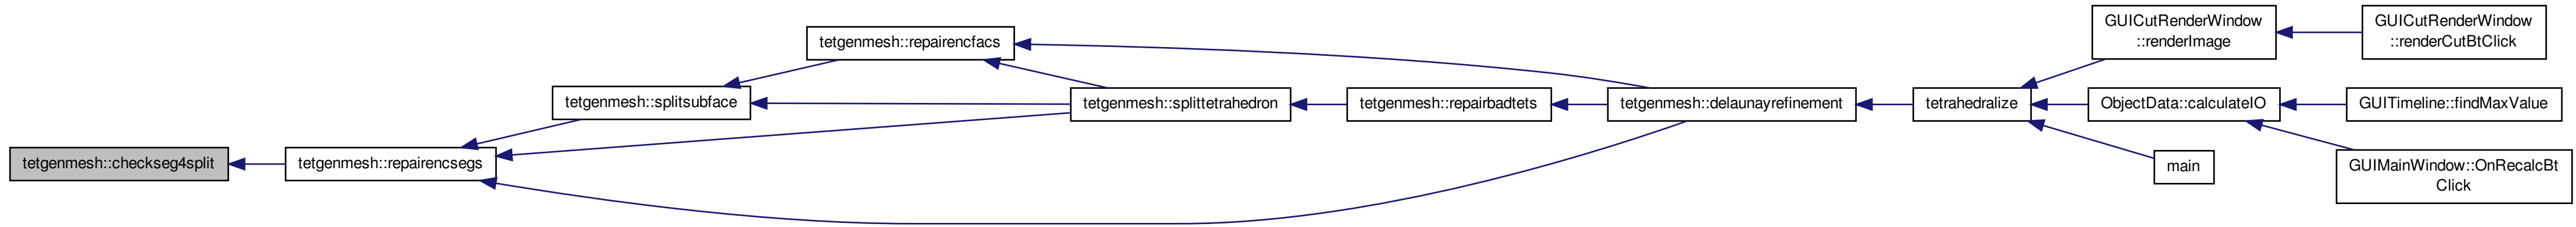 tetgenmesh::checkseg4split
tetgenmesh::repairencsegs
tetgenmesh::splitsubface
tetgenmesh::repairencfacs
tetgenmesh::splittetrahedron
tetgenmesh::repairbadtets
tetgenmesh::delaunayrefinement
tetrahedralize
GUICutRenderWindow
::renderImage
GUICutRenderWindow
::renderCutBtClick
ObjectData::calculateIO
GUITimeline::findMaxValue
GUIMainWindow::OnRecalcBt
Click
main